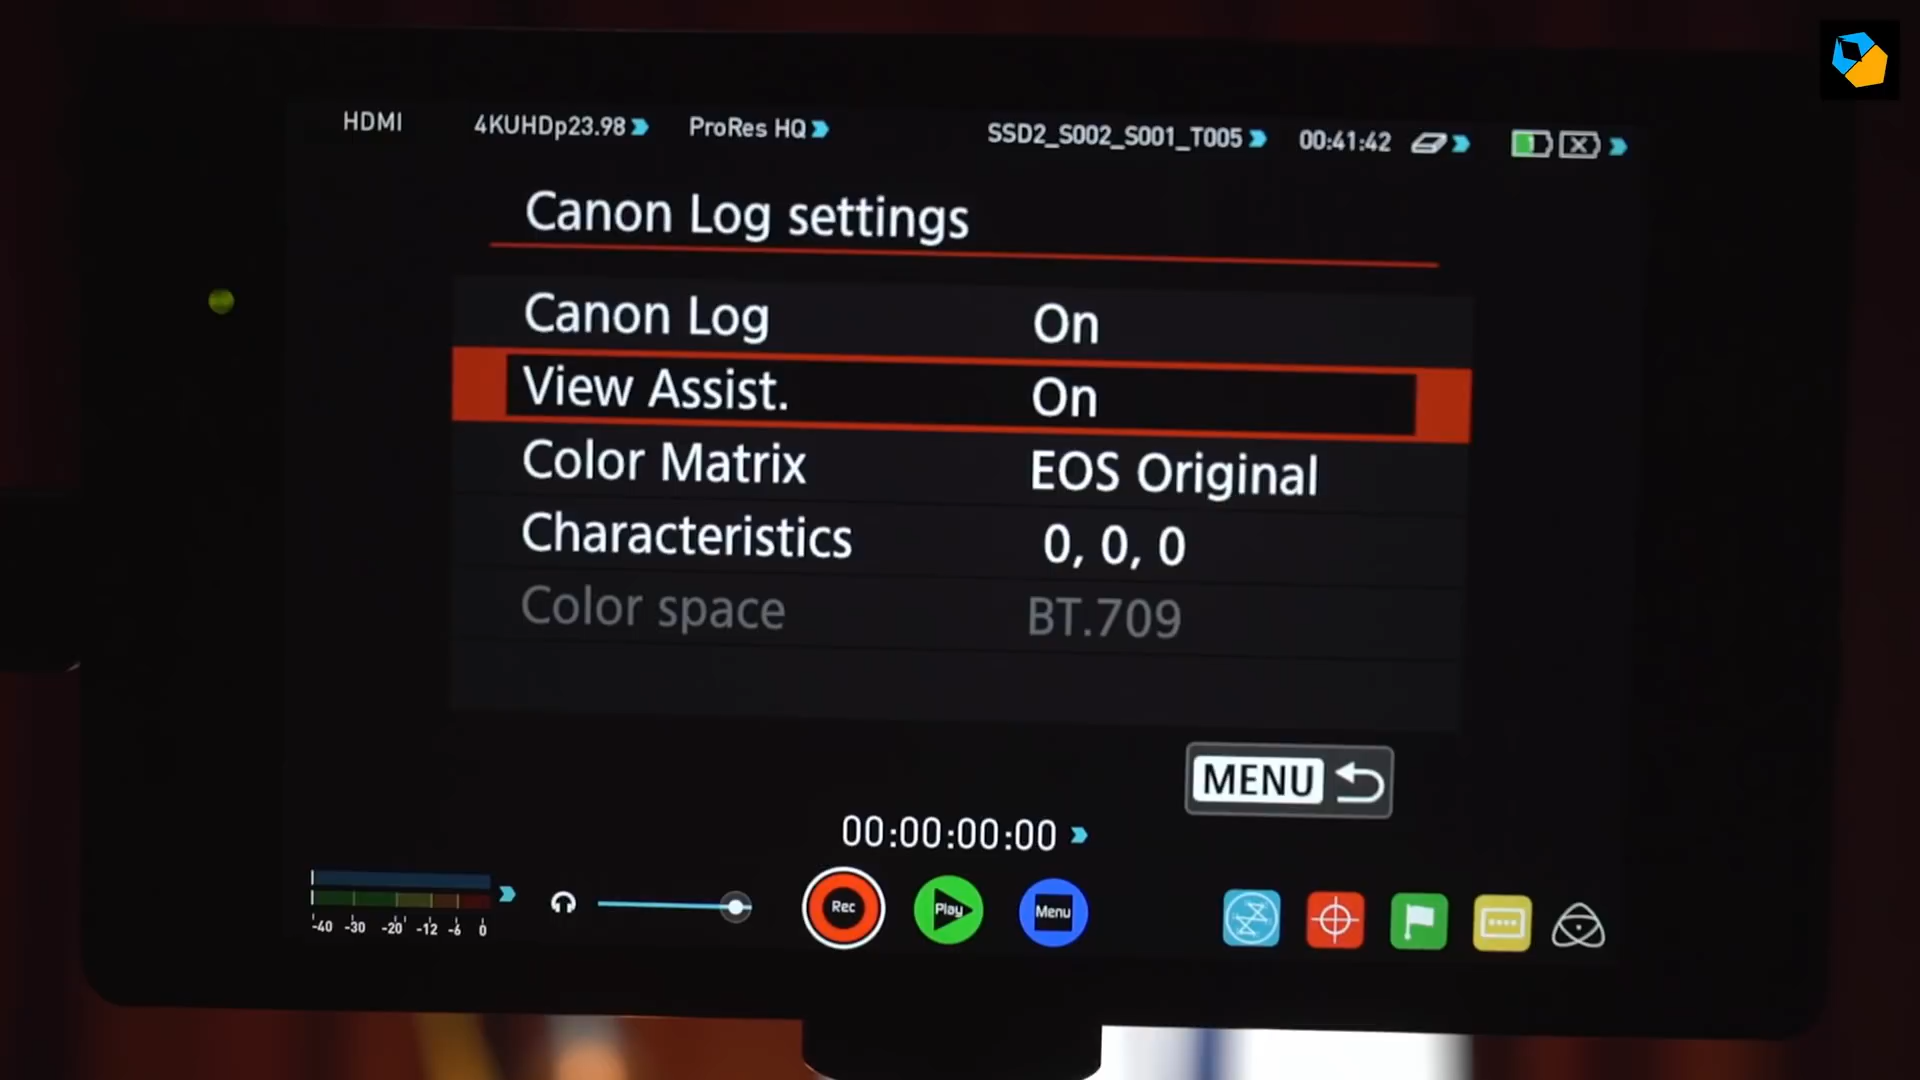 HDMI 4KUHDp23.98 ProRes HQ SSD2_S002_S001_T005 00:41:42 1
Canon Log settings
Canon Log On
View Assist. On
Color Matrix EOS Original
Characteristics 0, 0, 0
Color space BT.709
MENU
00:00:00:00
Rec Play Menu
-40 -30 -20 -12 -6 0